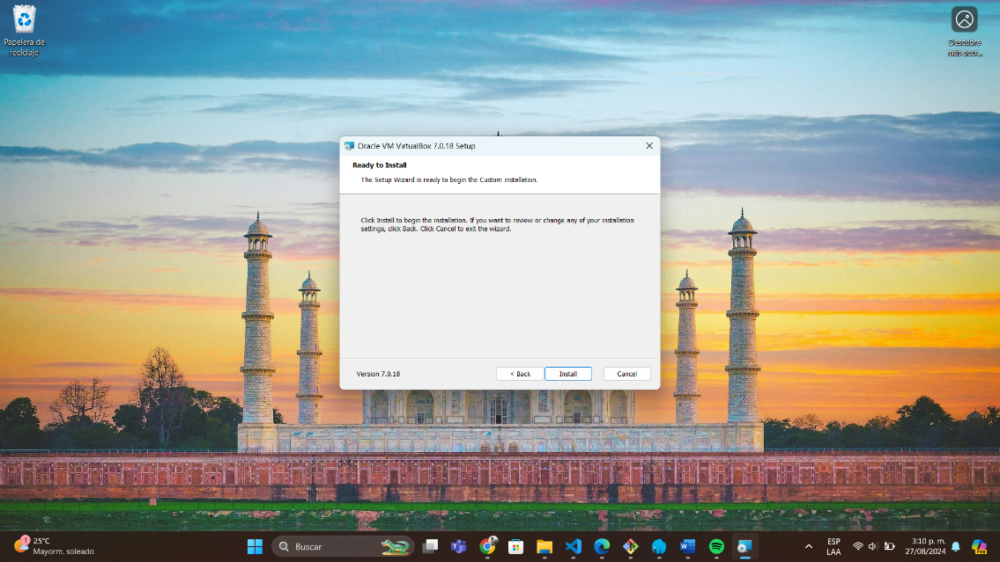 Papelera de
reciclaje
Descubre
más acer...
Oracle VM VirtualBox 7.0.18 Setup
Ready to Install
The Setup Wizard is ready to begin the Custom installation.
Click Install to begin the installation. If you want to review or change any of your installation
settings, click Back. Click Cancel to exit the wizard.
Version 7.0.18
< Back
Install
Cancel
1
25°C
Mayorm. soleado
Buscar
ESP
LAA
3:10 p. m.
27/08/2024
PRE